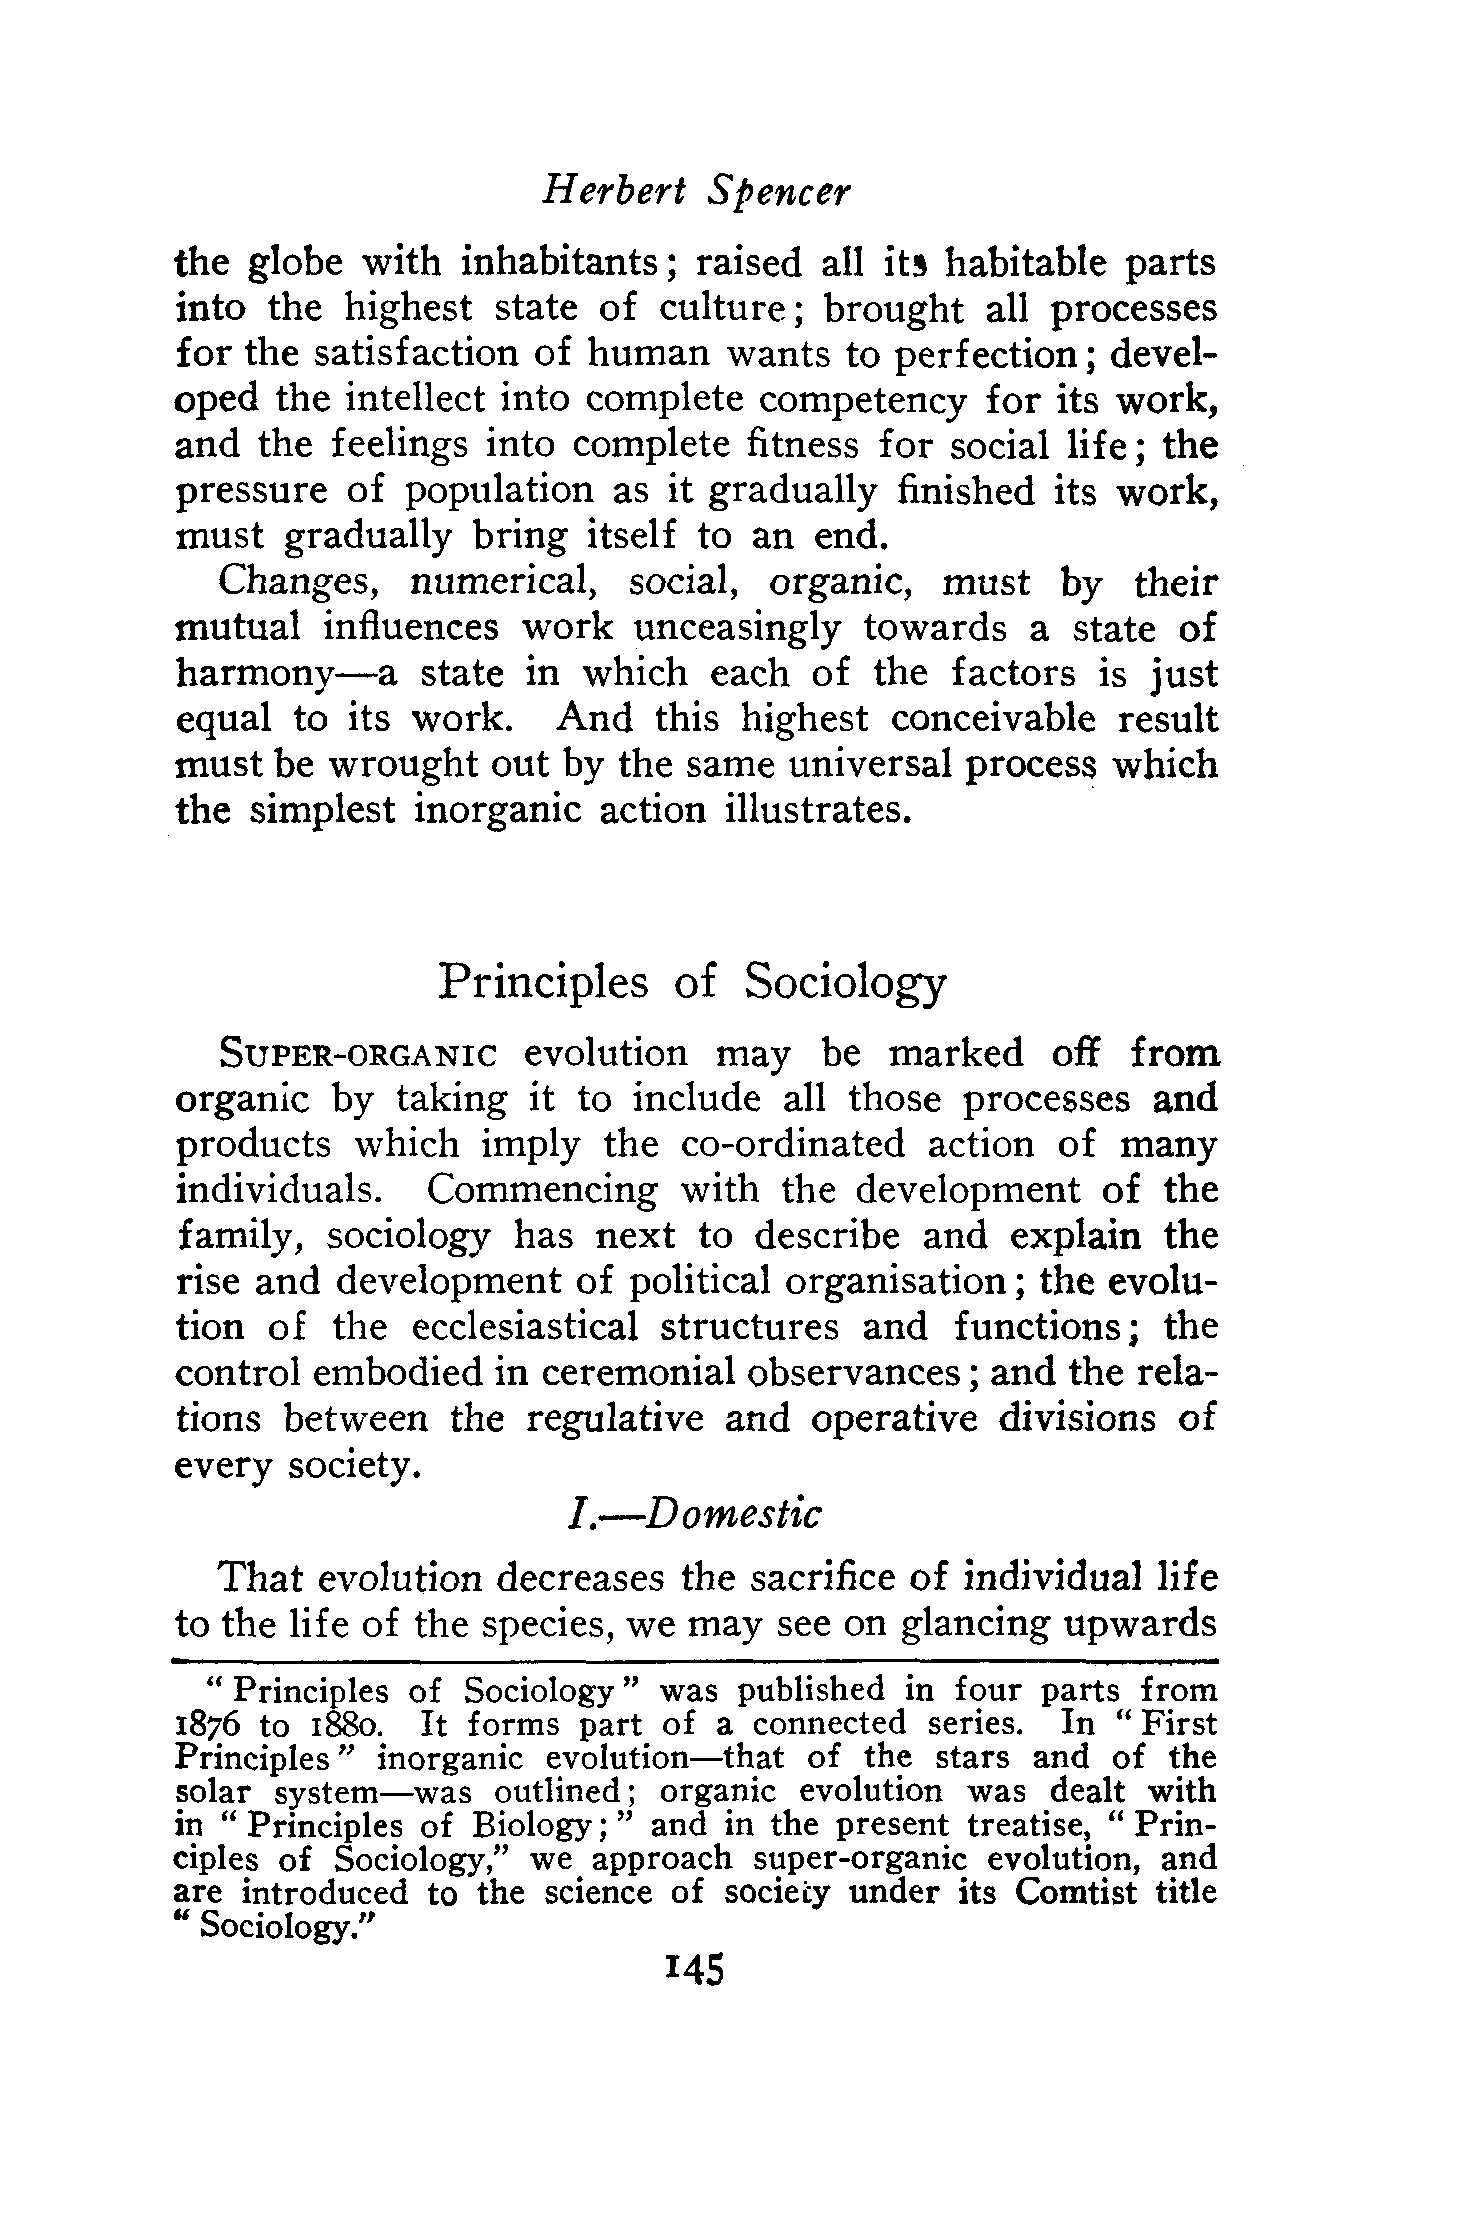 Herbert Spencer
the globe with inhabitants; raised all its habitable parts
into the highest state of culture; brought all processes
for the satisfaction of human wants to perfection; devel-
oped the intellect into complete competency for its work,
and the feelings into complete fitness for social life; the
pressure of population as it gradually finished its work,
must gradually bring itself to an end.
Changes, numerical, social, organic, must by their
mutual influences work unceasingly towards a state of
harmony—a state in which each of the factors is just
equal to its work. And this highest conceivable result
must be wrought out by the same universal process which
the simplest inorganic action illustrates.
Principles of Sociology
SUPER-ORGANIC evolution may be marked off from
organic by taking it to include all those processes and
products which imply the co-ordinated action of many
individuals. Commencing with the development of the
family, sociology has next to describe and explain the
rise and development of political organisation; the evolu-
tion of the ecclesiastical structures and functions; the
control embodied in ceremonial observances; and the rela-
tions between the regulative and operative divisions of
every society.
I.—Domestic
That evolution decreases the sacrifice of individual life
to the life of the species, we may see on glancing upwards
"Principles of Sociology" was published in four parts from
1876 to 1880. It forms part of a connected series. In "First
Principles" inorganic evolution—that of the stars and of the
solar system—was outlined; organic evolution was dealt with
in "Principles of Biology;" and in the present treatise, "Prin-
ciples of Sociology," we approach super-organic evolution, and
are introduced to the science of society under its Comtist title
"Sociology."
145